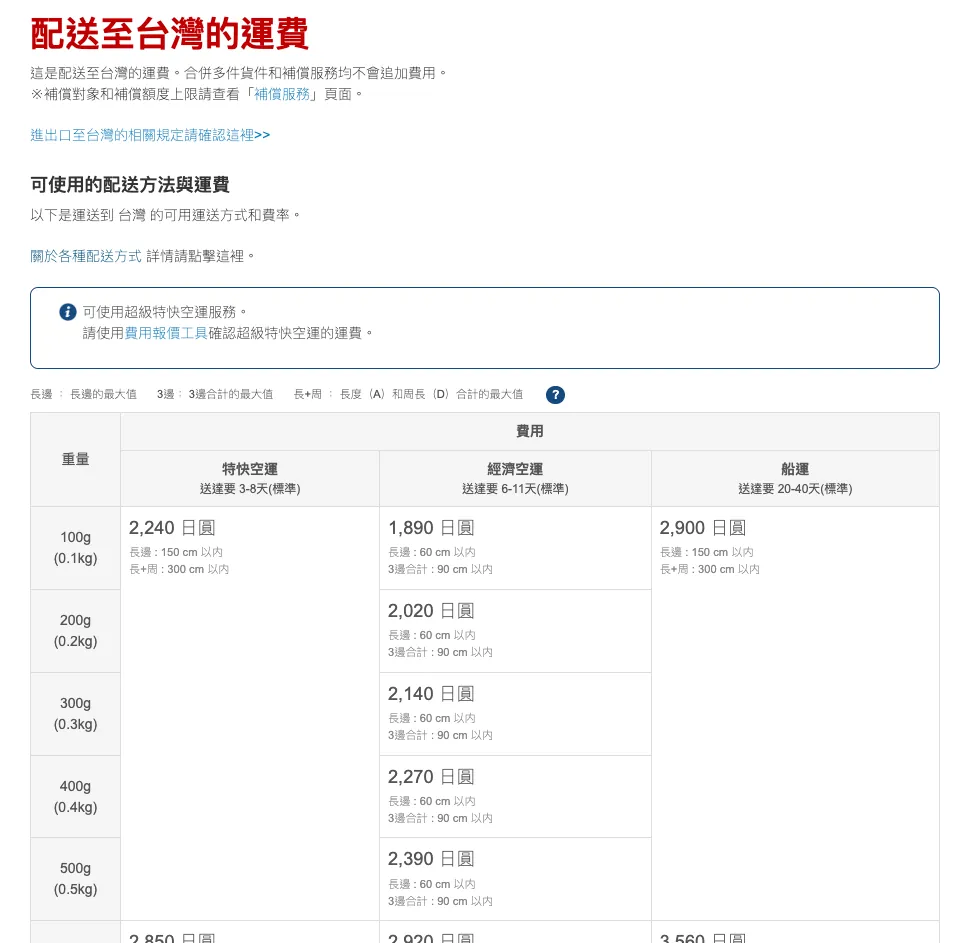 配送至台灣的運費
這是配送至台灣的運費。合併多件貨件和補償服務均不會追加費用。
※補償對象和補償額度上限請查看「補償服務」頁面。
進出口至台灣的相關規定請確認這裡>>
可使用的配送方法與運費
以下是運送到 台灣 的可用運送方式和費率。
關於各種配送方式 詳情請點擊這裡。
可使用超級特快空運服務。
請使用費用報價工具確認超級特快空運的運費。
長邊 ： 長邊的最大值 3邊： 3邊合計的最大值 長+周 ： 長度（A）和周長（D）合計的最大值 ?
重量
費用
特快空運
送達要 3-8天(標準)
經濟空運
送達要 6-11天(標準)
船運
送達要 20-40天(標準)
100g
(0.1kg)
2,240 日圓
長邊 : 150 cm 以内
長+周 : 300 cm 以内
1,890 日圓
長邊 : 60 cm 以内
3邊合計 : 90 cm 以内
2,900 日圓
長邊 : 150 cm 以内
長+周 : 300 cm 以内
200g
(0.2kg)
2,020 日圓
長邊 : 60 cm 以内
3邊合計 : 90 cm 以内
300g
(0.3kg)
2,140 日圓
長邊 : 60 cm 以内
3邊合計 : 90 cm 以内
400g
(0.4kg)
2,270 日圓
長邊 : 60 cm 以内
3邊合計 : 90 cm 以内
500g
(0.5kg)
2,390 日圓
長邊 : 60 cm 以内
3邊合計 : 90 cm 以内
2,850 日圓
2,920 日圓
3,560 日圓